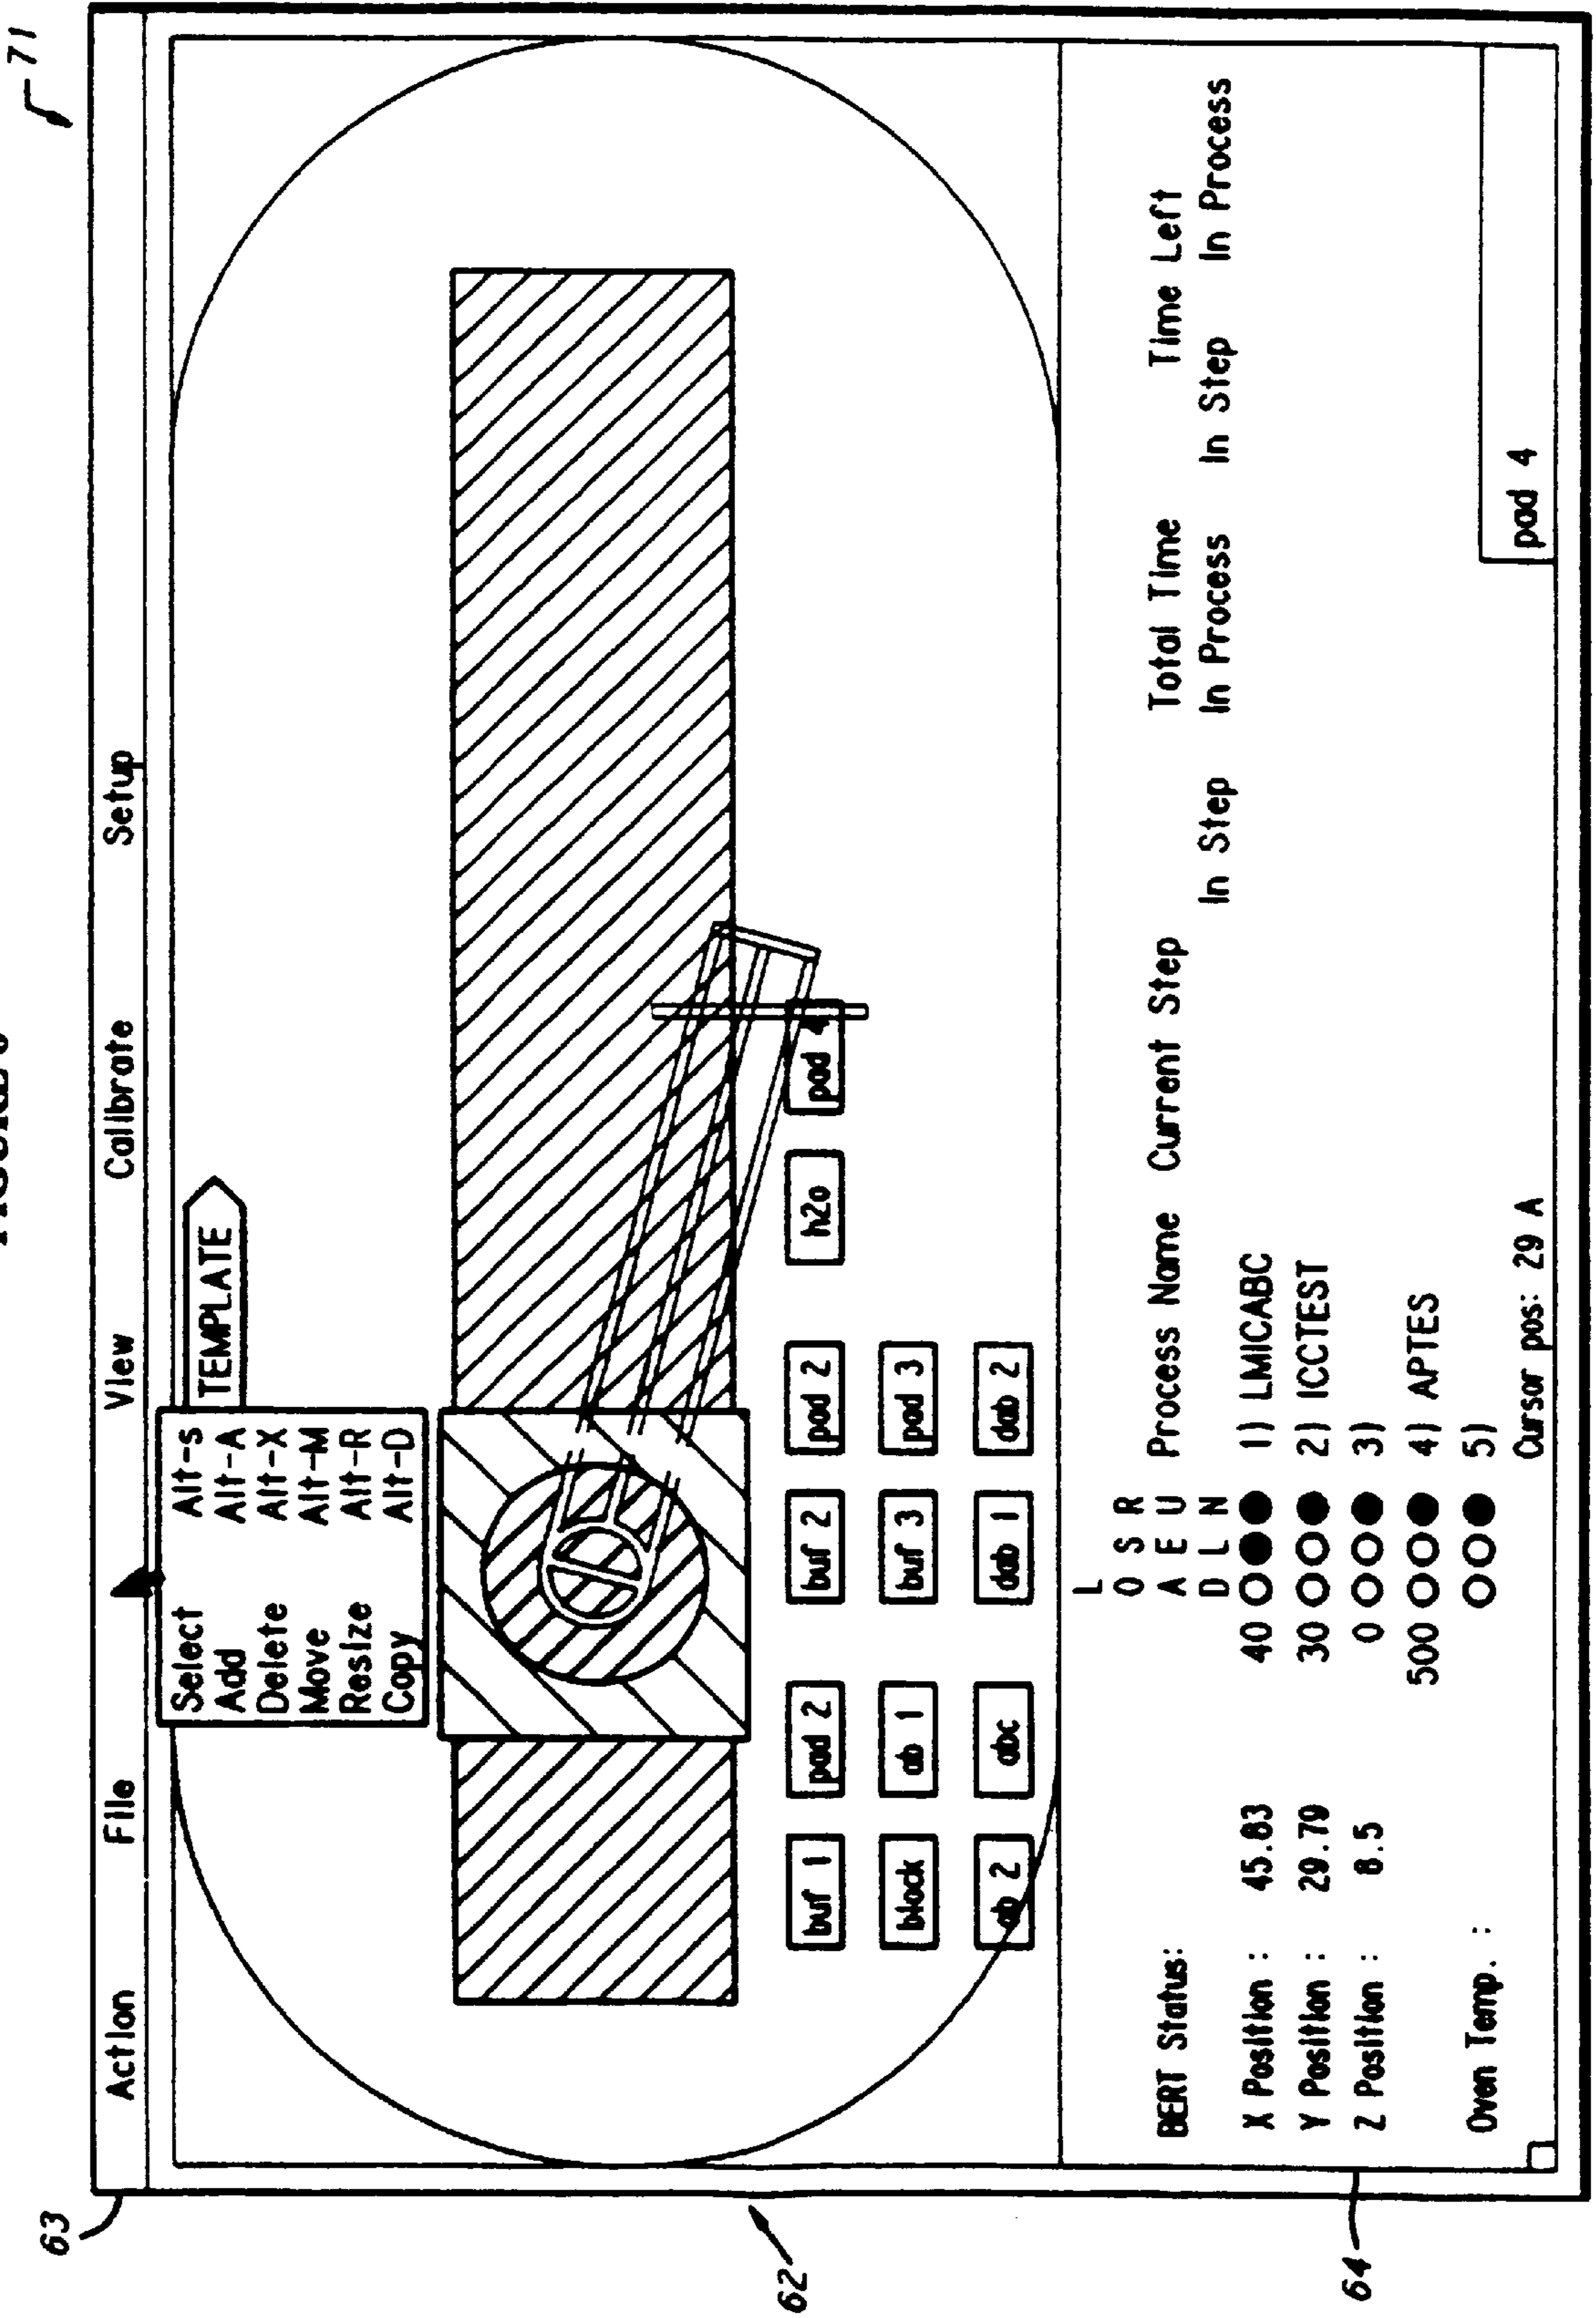 71
63
Action File View Calibrate Setup
Select Alt-s
Add Alt-A
Delete Alt-X
Move Alt-M
Resize Alt-R
Copy Alt-D
TEMPLATE
62
buf 1 pad 2 buf 2 pad 2 h2o pad 4
block ab 1 buf 3 pad 3
ab 2 abc dab 1 dab 2
L
O S R
A E U
D L N
BERT Status: Process Name Current Step Total Time Time Left
In Step In Process In Step In Process
X Position : 45.83 40 1) LMICABC
Y Position : 29.79 30 2) ICCTEST
Z Position : 8.5 0 3)
500 4) APTES
Oven Temp. : 5)
Cursor pos: 29 A pad 4
64